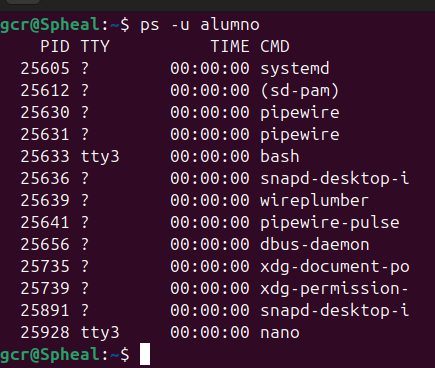 gcr@Spheal:~$ ps -u alumno
PID TTY TIME CMD
25605 ? 00:00:00 systemd
25612 ? 00:00:00 (sd-pam)
25630 ? 00:00:00 pipewire
25631 ? 00:00:00 pipewire
25633 tty3 00:00:00 bash
25636 ? 00:00:00 snapd-desktop-i
25639 ? 00:00:00 wireplumber
25641 ? 00:00:00 pipewire-pulse
25656 ? 00:00:00 dbus-daemon
25735 ? 00:00:00 xdg-document-po
25739 ? 00:00:00 xdg-permission-
25891 ? 00:00:00 snapd-desktop-i
25928 tty3 00:00:00 nano
gcr@Spheal:~$